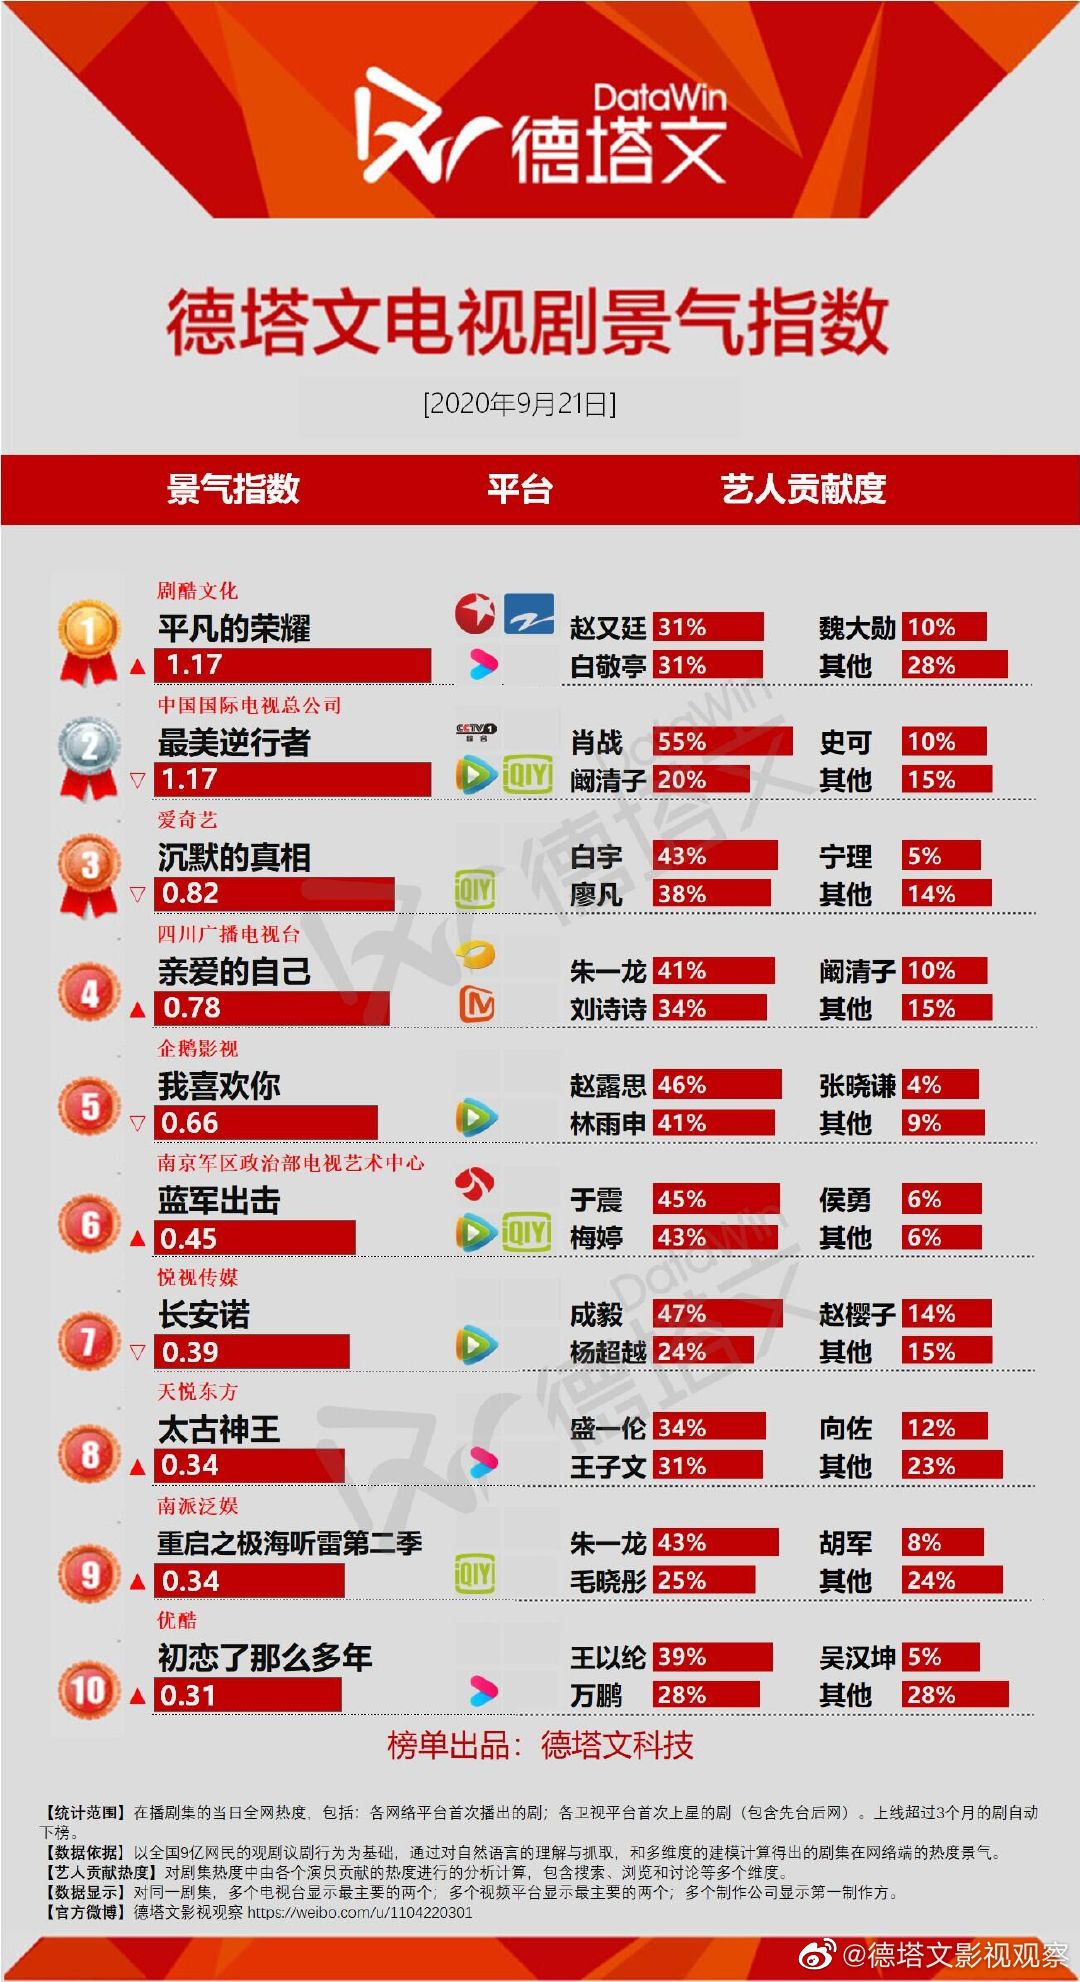 DataWin
德塔文
德塔文电视剧景气指数
[2020年9月21日]
景气指数 平台 艺人贡献度
剧酷文化
1 平凡的荣耀 赵又廷 31% 魏大勋 10%
▲ 1.17 白敬亭 31% 其他 28%
中国国际电视总公司
2 最美逆行者 CCTV1 综合 肖战 55% 史可 10%
▽ 1.17 iQIYI 阚清子 20% 其他 15%
爱奇艺
3 沉默的真相 白宇 43% 宁理 5%
▽ 0.82 iQIYI 廖凡 38% 其他 14%
四川广播电视台
4 亲爱的自己 朱一龙 41% 阚清子 10%
▲ 0.78 刘诗诗 34% 其他 15%
企鹅影视
5 我喜欢你 赵露思 46% 张晓谦 4%
▽ 0.66 林雨申 41% 其他 9%
南京军区政治部电视艺术中心
6 蓝军出击 于震 45% 侯勇 6%
▲ 0.45 iQIYI 梅婷 43% 其他 6%
悦视传媒
7 长安诺 成毅 47% 赵樱子 14%
▽ 0.39 杨超越 24% 其他 15%
天悦东方
8 太古神王 盛一伦 34% 向佐 12%
▲ 0.34 王子文 31% 其他 23%
南派泛娱
9 重启之极海听雷第二季 朱一龙 43% 胡军 8%
▲ 0.34 iQIYI 毛晓彤 25% 其他 24%
优酷
10 初恋了那么多年 王以纶 39% 吴汉坤 5%
▲ 0.31 万鹏 28% 其他 28%
榜单出品：德塔文科技
【统计范围】在播剧集的当日全网热度，包括：各网络平台首次播出的剧；各卫视平台首次上星的剧（包含先台后网）。上线超过3个月的剧自动
下榜。
【数据依据】以全国9亿网民的观剧议剧行为为基础，通过对自然语言的理解与抓取，和多维度的建模计算得出的剧集在网络端的热度景气。
【艺人贡献热度】对剧集热度中由各个演员贡献的热度进行的分析计算，包含搜索、浏览和讨论等多个维度。
【数据显示】对同一剧集，多个电视台显示最主要的两个；多个视频平台显示最主要的两个；多个制作公司显示第一制作方。
【官方微博】德塔文影视观察 https://weibo.com/u/1104220301
@德塔文影视观察